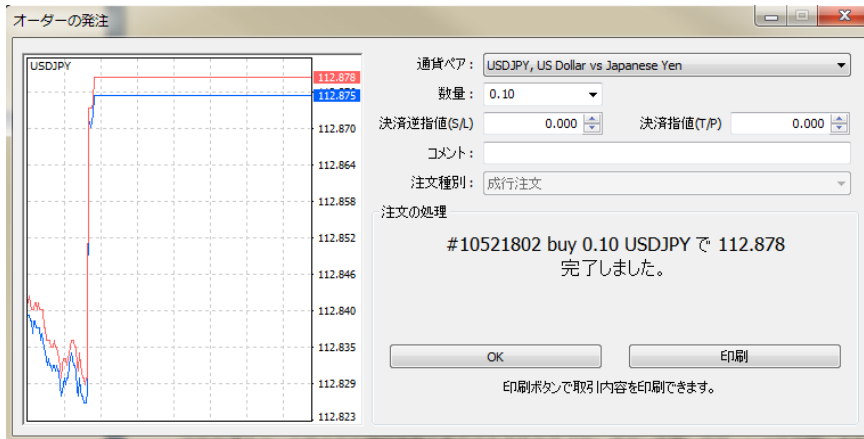 オーダーの発注
USDJPY
112.878
112.875
112.870
112.864
112.858
112.852
112.846
112.840
112.835
112.829
112.823
通貨ペア： USDJPY, US Dollar vs Japanese Yen
数量： 0.10
決済逆指値(S/L) 0.000 決済指値(T/P) 0.000
コメント：
注文種別： 成行注文
注文の処理
#10521802 buy 0.10 USDJPY で 112.878
完了しました。
OK 印刷
印刷ボタンで取引内容を印刷できます。